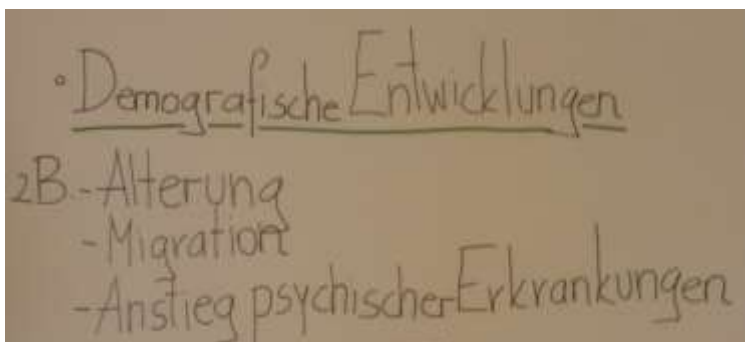 ° Demografische Entwicklungen
zB. - Alterung
- Migration
- Anstieg psychischer Erkrankungen